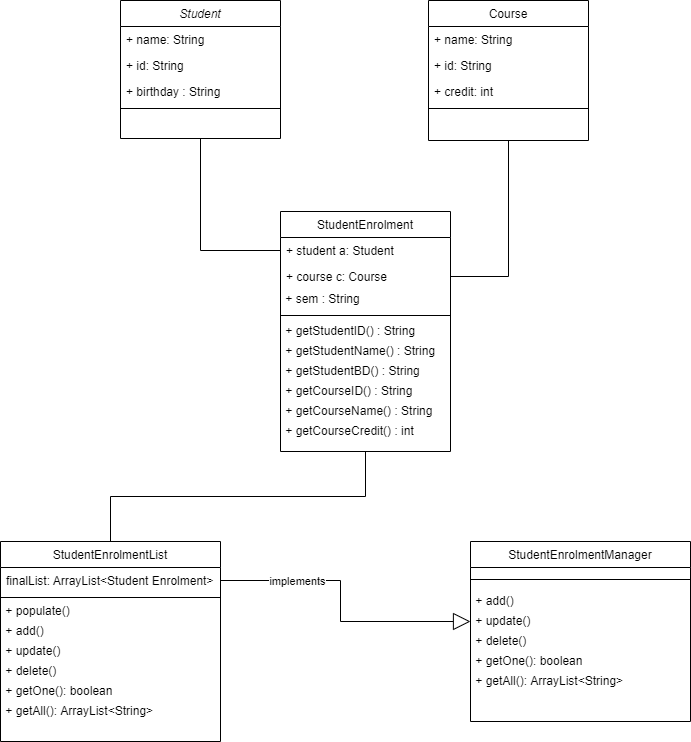 Student
+ name: String
+ id: String
+ birthday : String
Course
+ name: String
+ id: String
+ credit: int
StudentEnrolment
+ student a: Student
+ course c: Course
+ sem : String
+ getStudentID() : String
+ getStudentName() : String
+ getStudentBD() : String
+ getCourseID() : String
+ getCourseName() : String
+ getCourseCredit() : int
StudentEnrolmentList
finalList: ArrayList<Student Enrolment>
+ populate()
+ add()
+ update()
+ delete()
+ getOne(): boolean
+ getAll(): ArrayList<String>
implements
StudentEnrolmentManager
+ add()
+ update()
+ delete()
+ getOne(): boolean
+ getAll(): ArrayList<String>